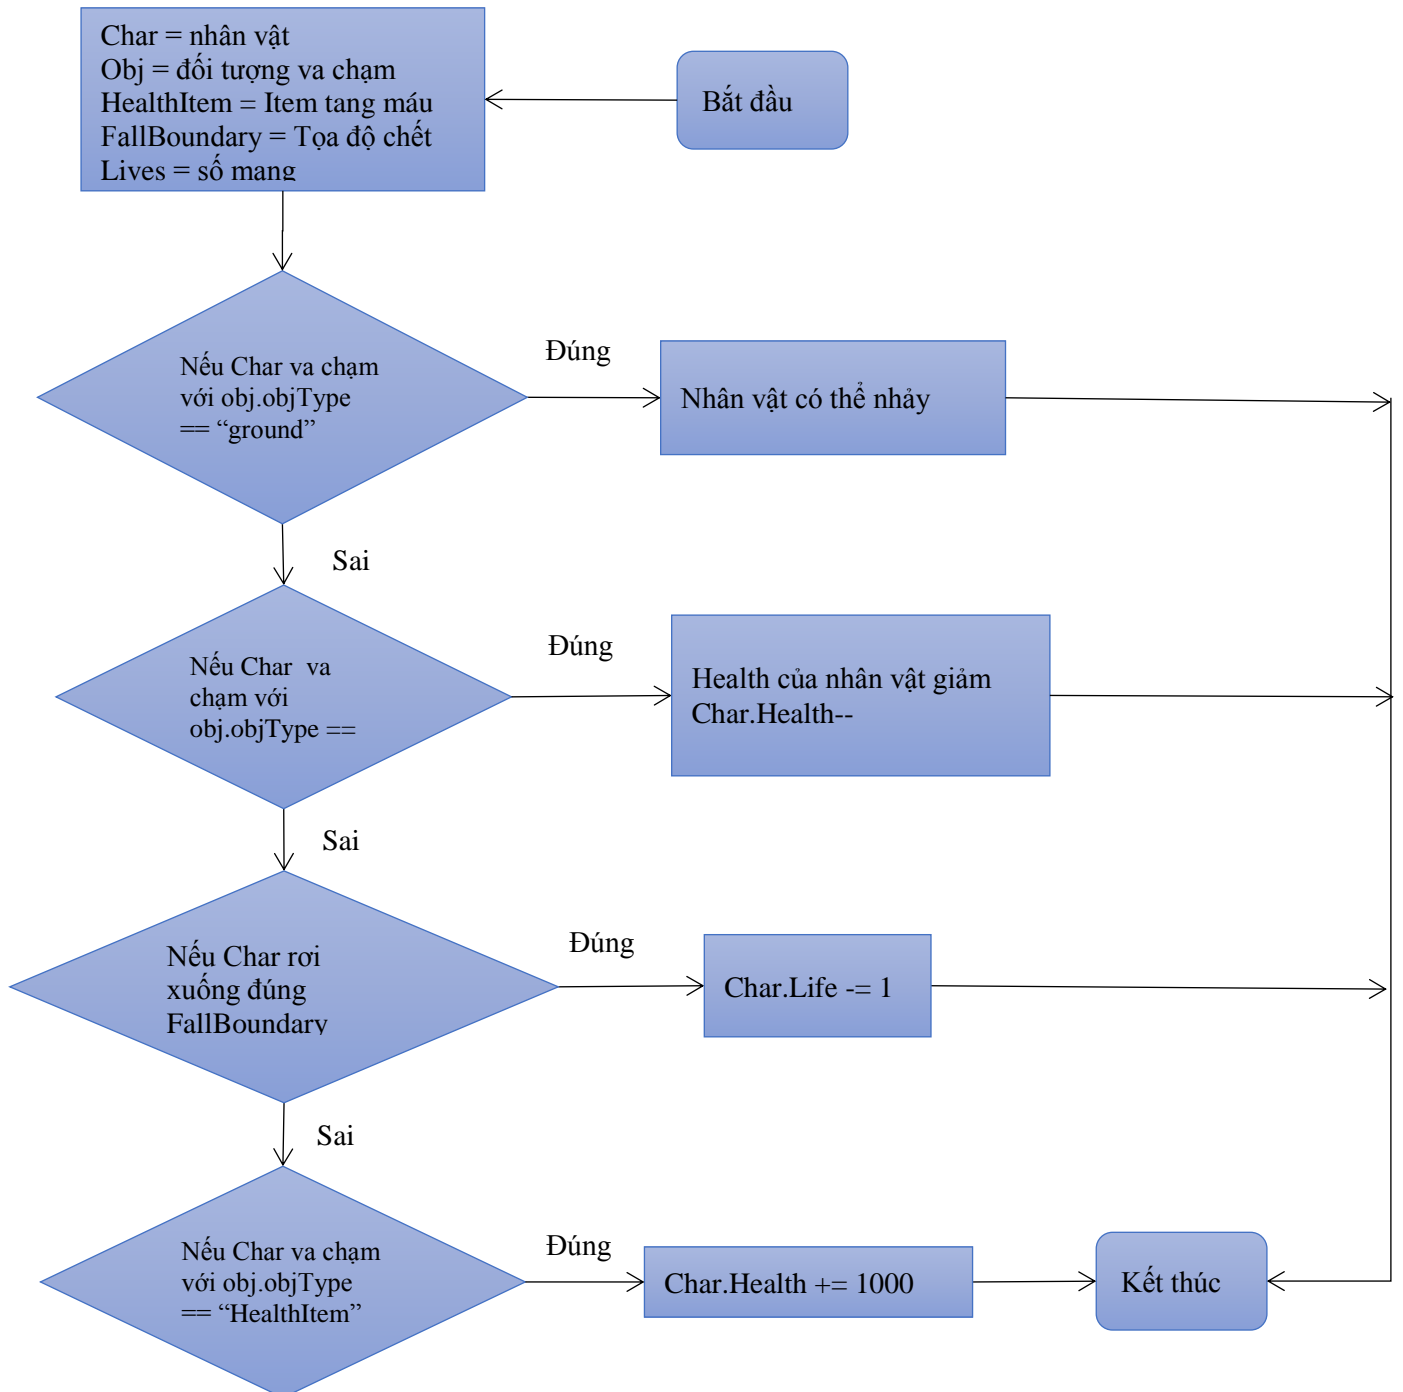 Char = nhân vật
Obj = đối tượng va chạm
HealthItem = Item tang máu
FallBoundary = Tọa độ chết
Lives = số mang
Bắt đầu
Nếu Char va chạm
với obj.objType
== “ground”
Đúng
Nhân vật có thể nhảy
Sai
Nếu Char va
chạm với
obj.objType ==
Đúng
Health của nhân vật giảm
Char.Health--
Sai
Nếu Char rơi
xuống đúng
FallBoundary
Đúng
Char.Life -= 1
Sai
Nếu Char va chạm
với obj.objType
== “HealthItem”
Đúng
Char.Health += 1000
Kết thúc